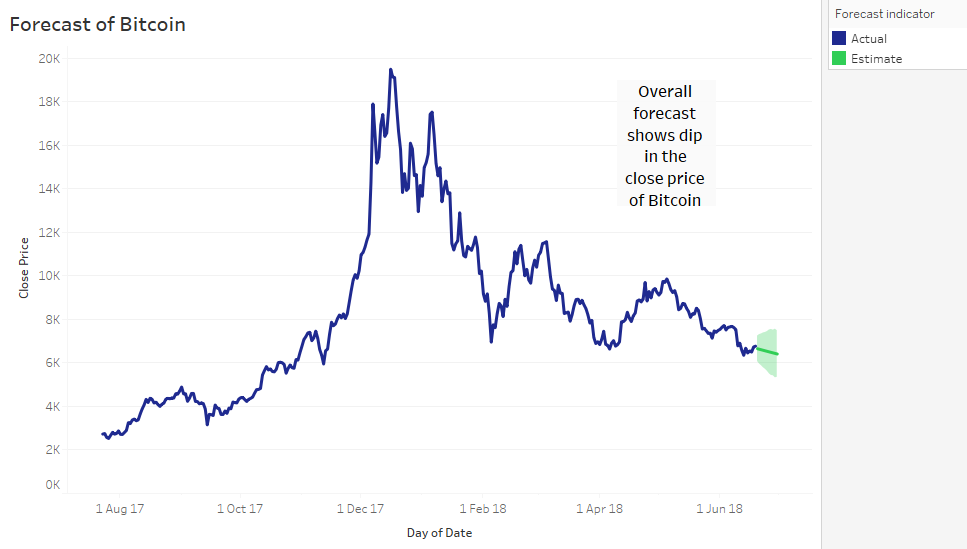 Forecast of Bitcoin
Forecast indicator
Actual
Estimate
20K
18K
16K
14K
12K
10K
8K
6K
4K
2K
0K
Close Price
Overall
forecast
shows dip
in the
close price
of Bitcoin
1 Aug 17
1 Oct 17
1 Dec 17
1 Feb 18
1 Apr 18
1 Jun 18
Day of Date